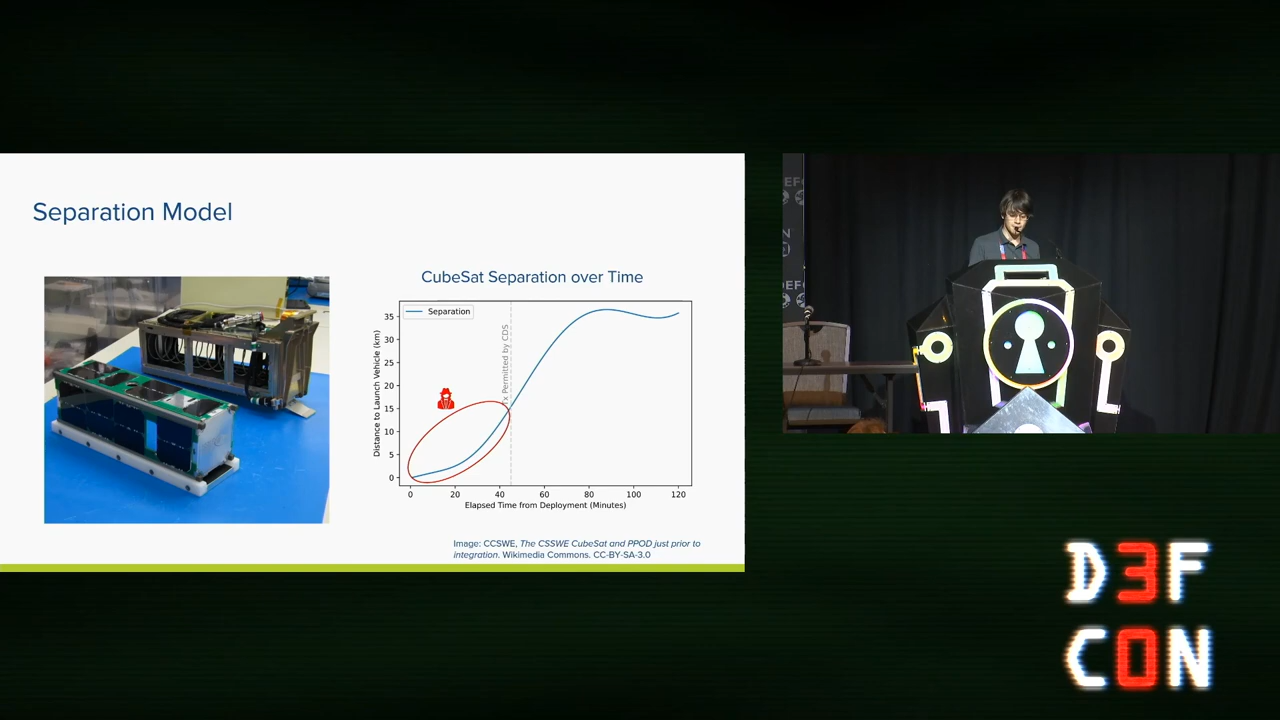 Separation Model
CubeSat Separation over Time
Separation
Tx Permitted by CDS
Distance to Launch Vehicle (km)
35
30
25
20
15
10
5
0
0 20 40 60 80 100 120
Elapsed Time from Deployment (Minutes)
Image: CCSWE, The CSSWE CubeSat and PPOD just prior to
integration. Wikimedia Commons. CC-BY-SA-3.0
D3F
C0N